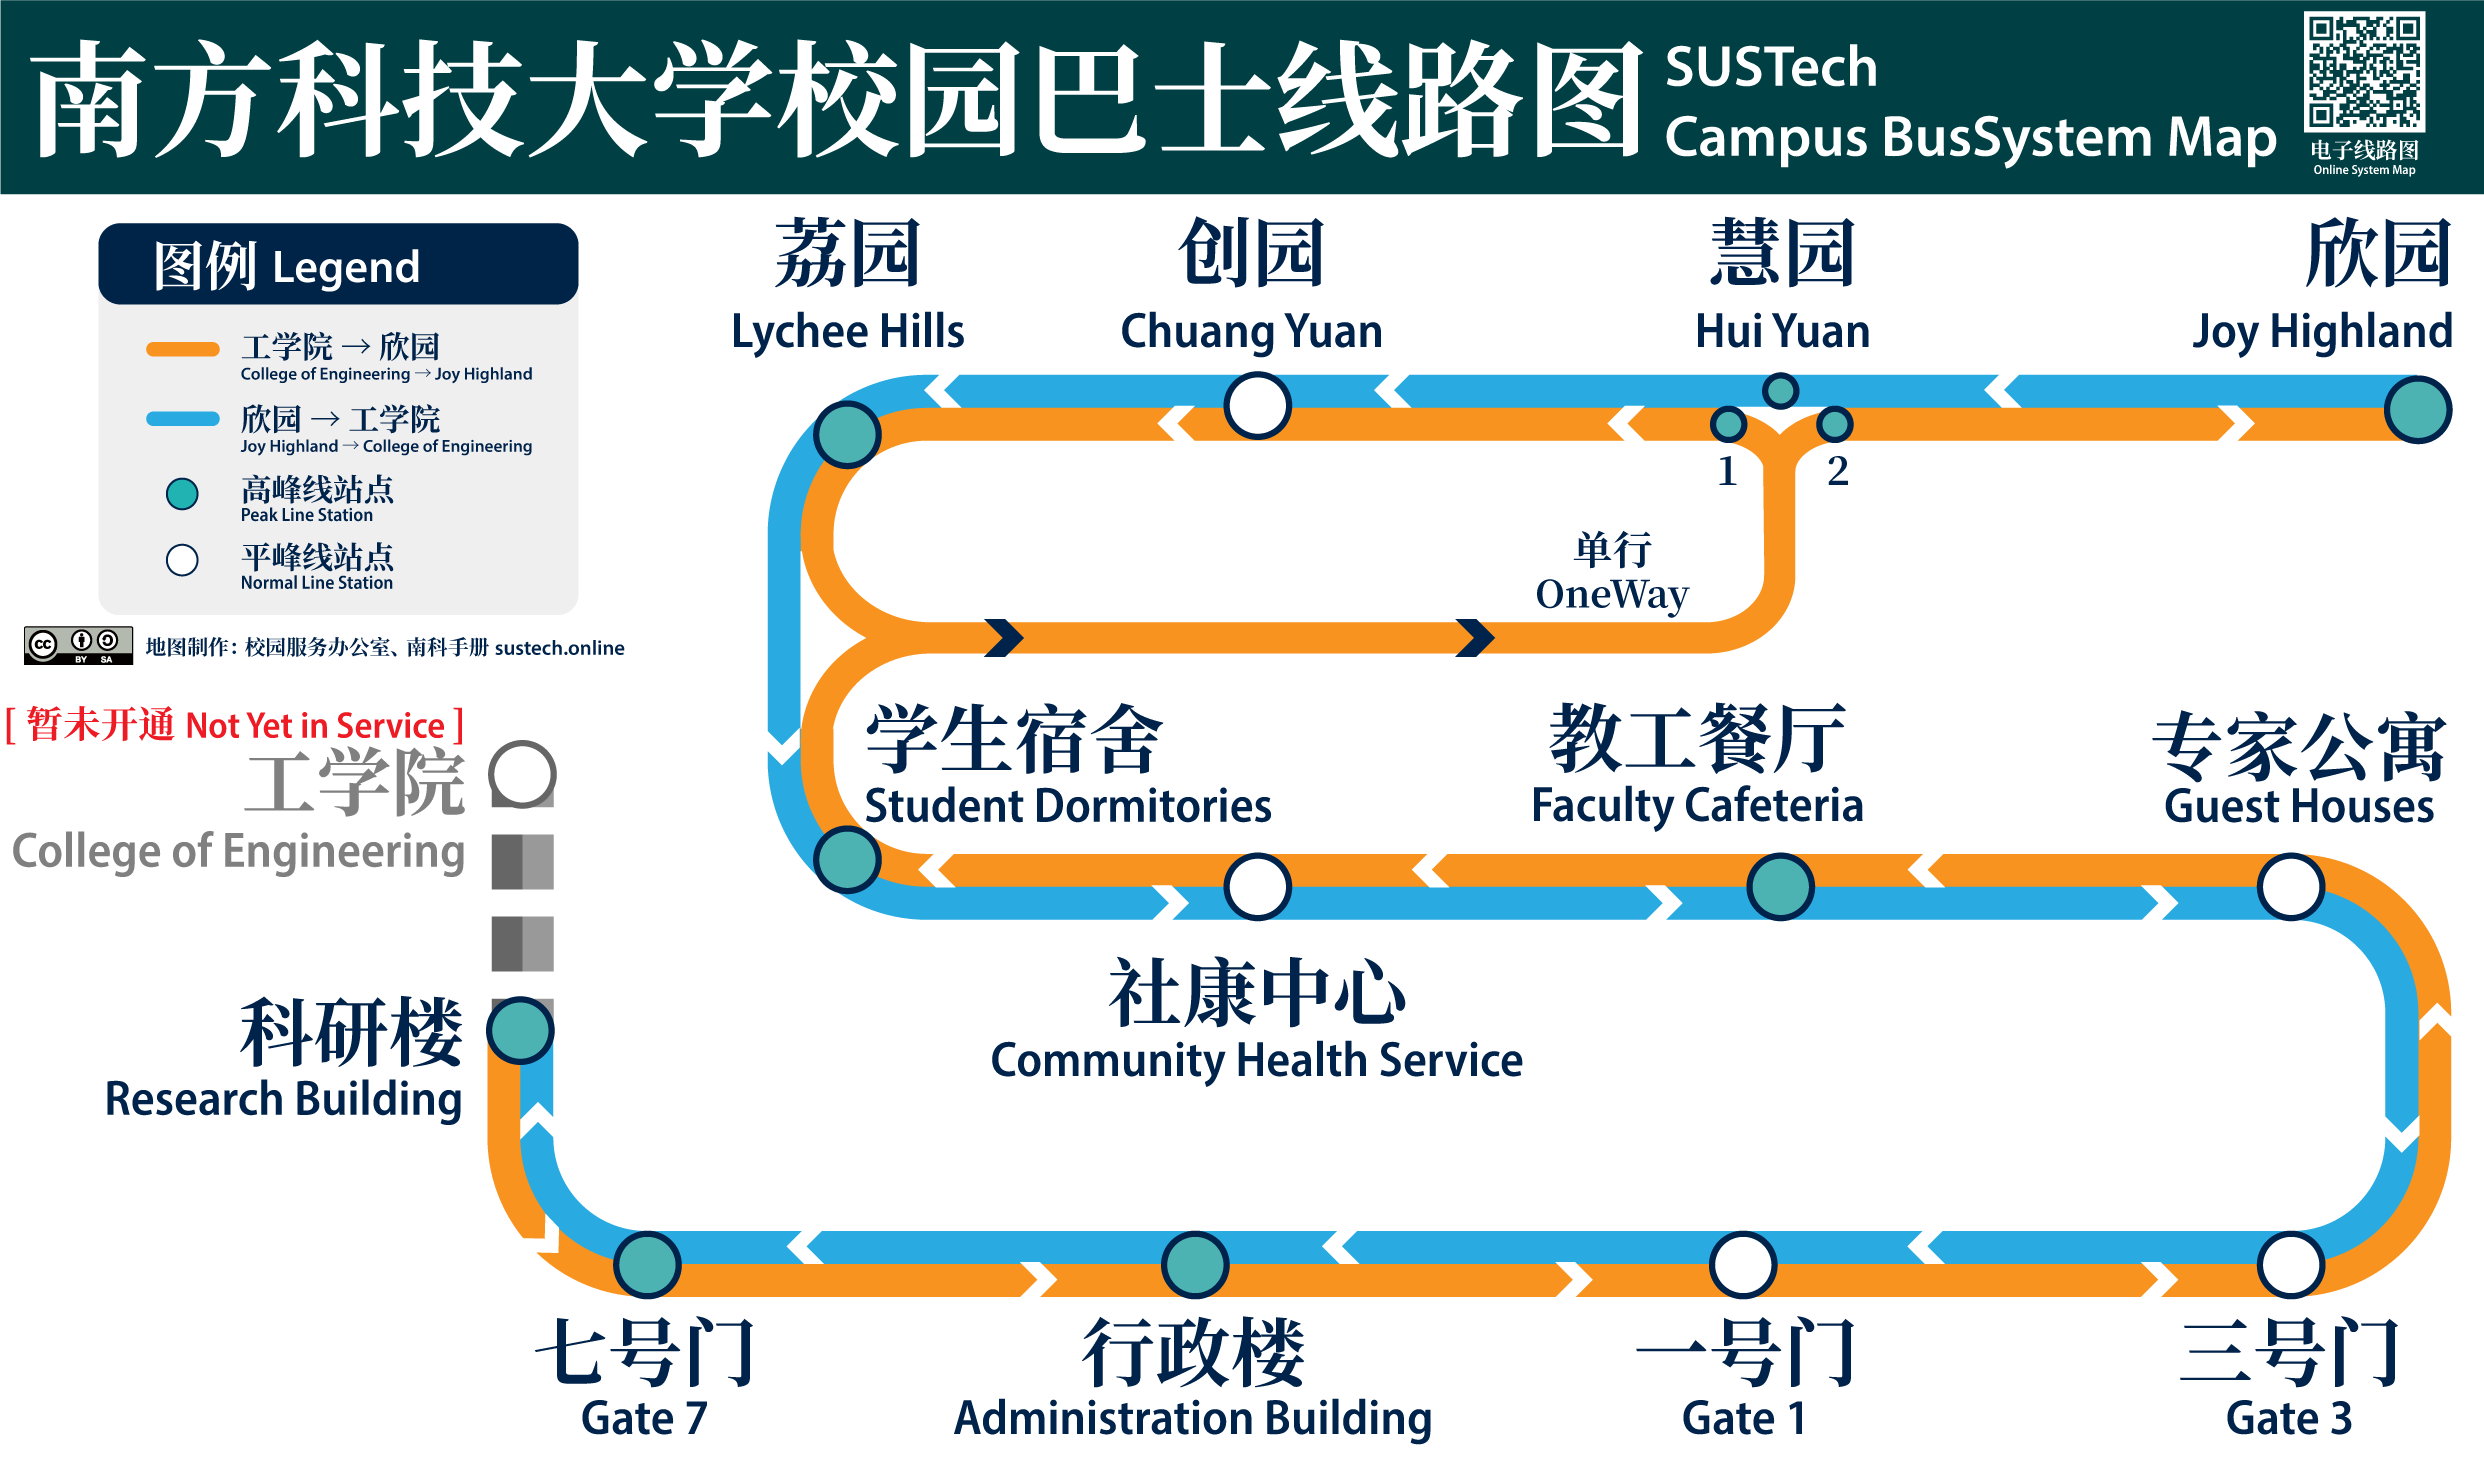 南方科技大学校园巴士线路图
SUSTech
Campus BusSystem Map
电子线路图
Online System Map
图例 Legend
工学院 → 欣园
College of Engineering → Joy Highland
欣园 → 工学院
Joy Highland → College of Engineering
高峰线站点
Peak Line Station
平峰线站点
Normal Line Station
cc BY SA
地图制作：校园服务办公室、南科手册 sustech.online
荔园
Lychee Hills
创园
Chuang Yuan
慧园
Hui Yuan
欣园
Joy Highland
1
2
单行
OneWay
[ 暂未开通 Not Yet in Service ]
工学院
College of Engineering
学生宿舍
Student Dormitories
教工餐厅
Faculty Cafeteria
专家公寓
Guest Houses
社康中心
Community Health Service
科研楼
Research Building
七号门
Gate 7
行政楼
Administration Building
一号门
Gate 1
三号门
Gate 3